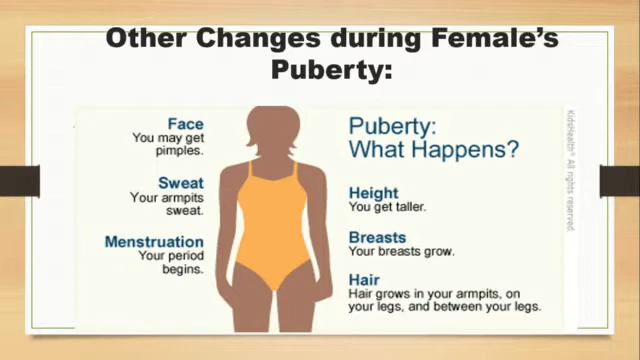 Other Changes during Female’s
Puberty:
Face
You may get
pimples.
Sweat
Your armpits
sweat.
Menstruation
Your period
begins.
Puberty:
What Happens?
Height
You get taller.
Breasts
Your breasts grow.
Hair
Hair grows in your armpits, on
your legs, and between your legs.
KidsHealth® All rights reserved.